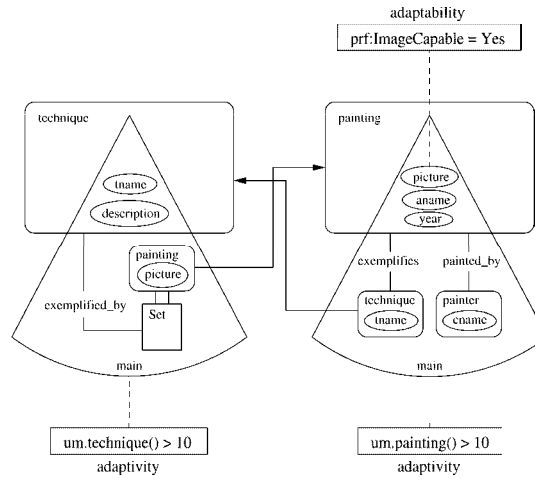 adaptability
prf:ImageCapable = Yes
technique
tname
description
painting
picture
exemplified_by
Set
main
um.technique() > 10
adaptivity
painting
picture
aname
year
exemplifies
painted_by
technique
tname
painter
cname
main
um.painting() > 10
adaptivity